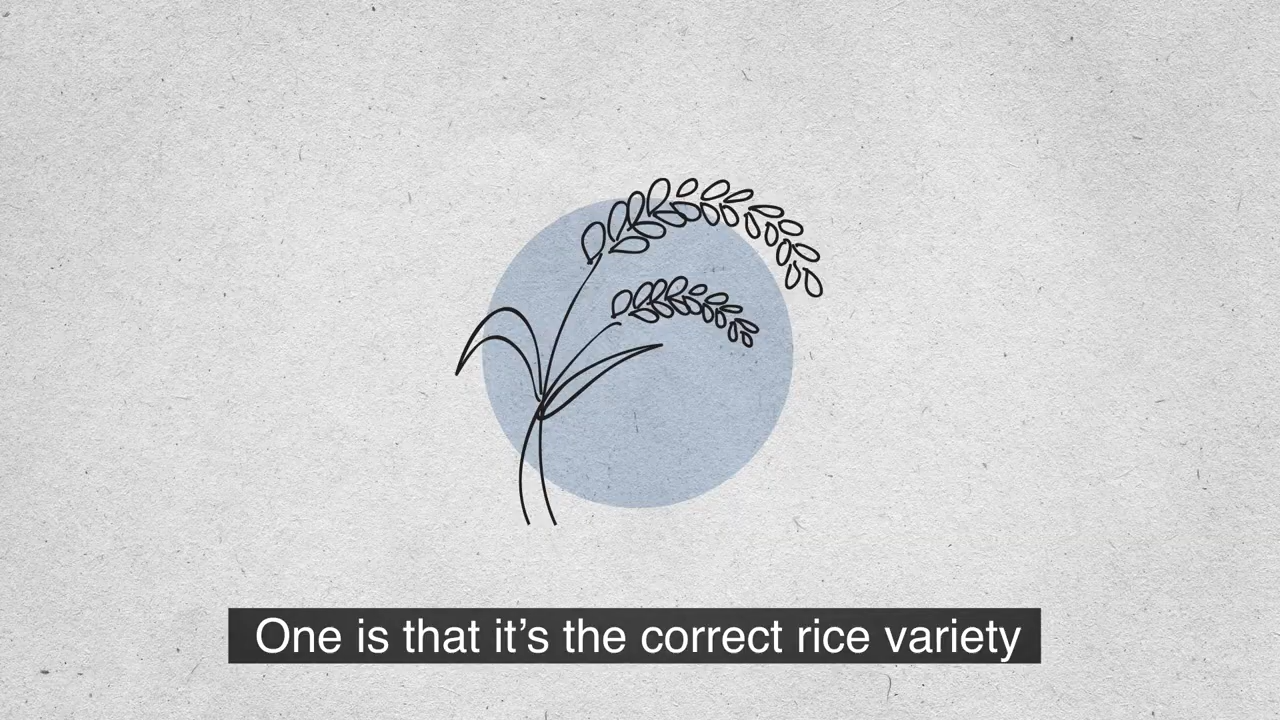 One is that it’s the correct rice variety